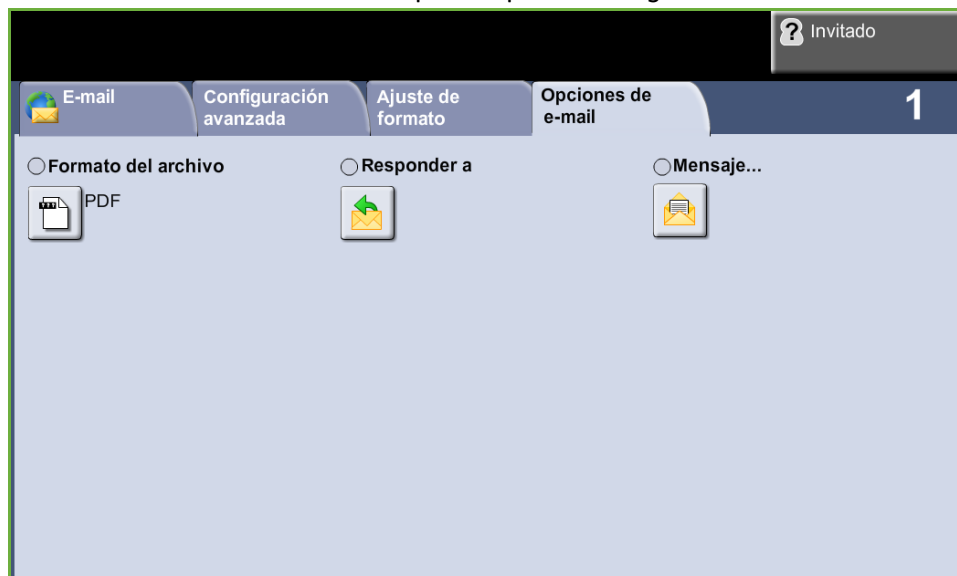 Invitado
E-mail
Configuración avanzada
Ajuste de formato
Opciones de e-mail
1
Formato del archivo
PDF
Responder a
Mensaje...